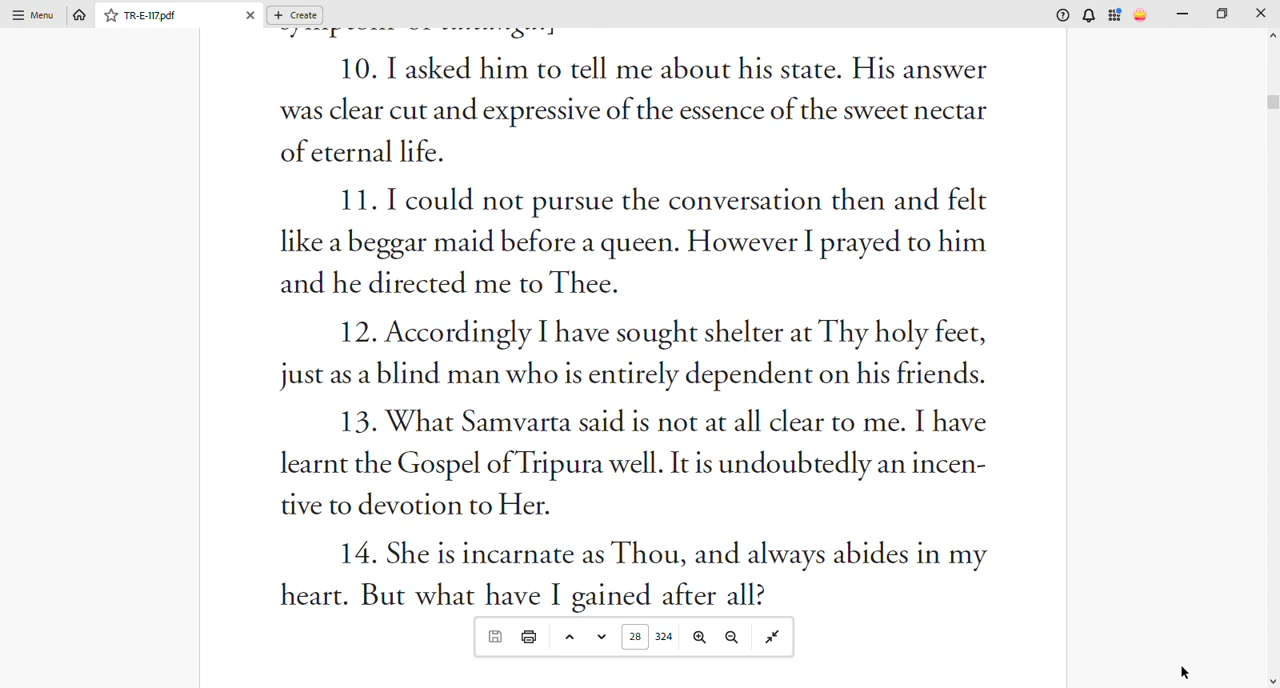 Menu
TR-E-117.pdf
Create
symptom of
10. I asked him to tell me about his state. His answer
was clear cut and expressive of the essence of the sweet nectar
of eternal life.
11. I could not pursue the conversation then and felt
like a beggar maid before a queen. However I prayed to him
and he directed me to Thee.
12. Accordingly I have sought shelter at Thy holy feet,
just as a blind man who is entirely dependent on his friends.
13. What Samvarta said is not at all clear to me. I have
learnt the Gospel of Tripura well. It is undoubtedly an incen-
tive to devotion to Her.
14. She is incarnate as Thou, and always abides in my
heart. But what have I gained after all?
28 324